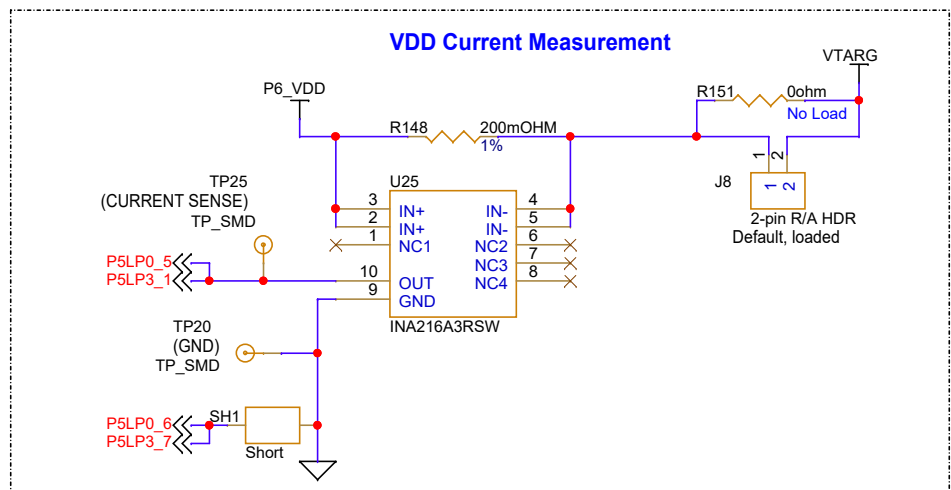 VDD Current Measurement
VTARG
P6_VDD
R151
0ohm
No Load
R148
200mOHM
1%
1
2
J8
1
2
2-pin R/A HDR
Default, loaded
U25
TP25
(CURRENT SENSE)
TP_SMD
3
IN+
IN-
4
2
IN+
IN-
5
1
NC1
NC2
6
NC3
7
P5LP0_5
P5LP3_1
10
OUT
NC4
8
9
GND
INA216A3RSW
TP20
(GND)
TP_SMD
P5LP0_6
P5LP3_7
SH1
Short